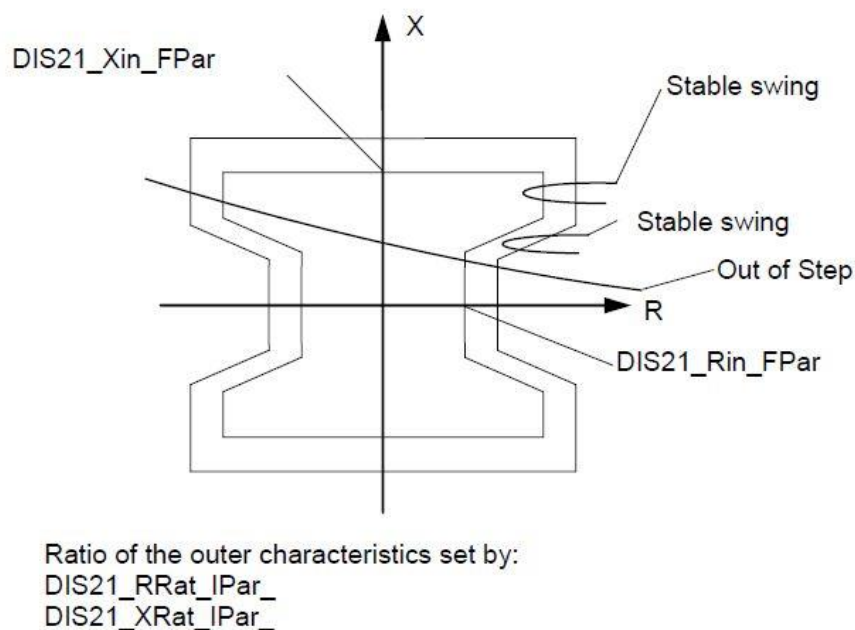 X
DIS21_Xin_FPar
Stable swing
Stable swing
Out of Step
R
DIS21_Rin_FPar
Ratio of the outer characteristics set by:
DIS21_RRat_IPar_
DIS21_XRat_IPar_